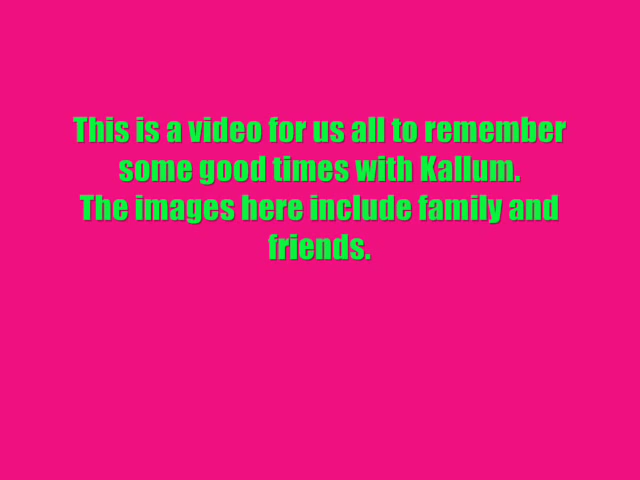 This is a video for us all to remember
some good times with Kallum.
The images here include family and
friends.